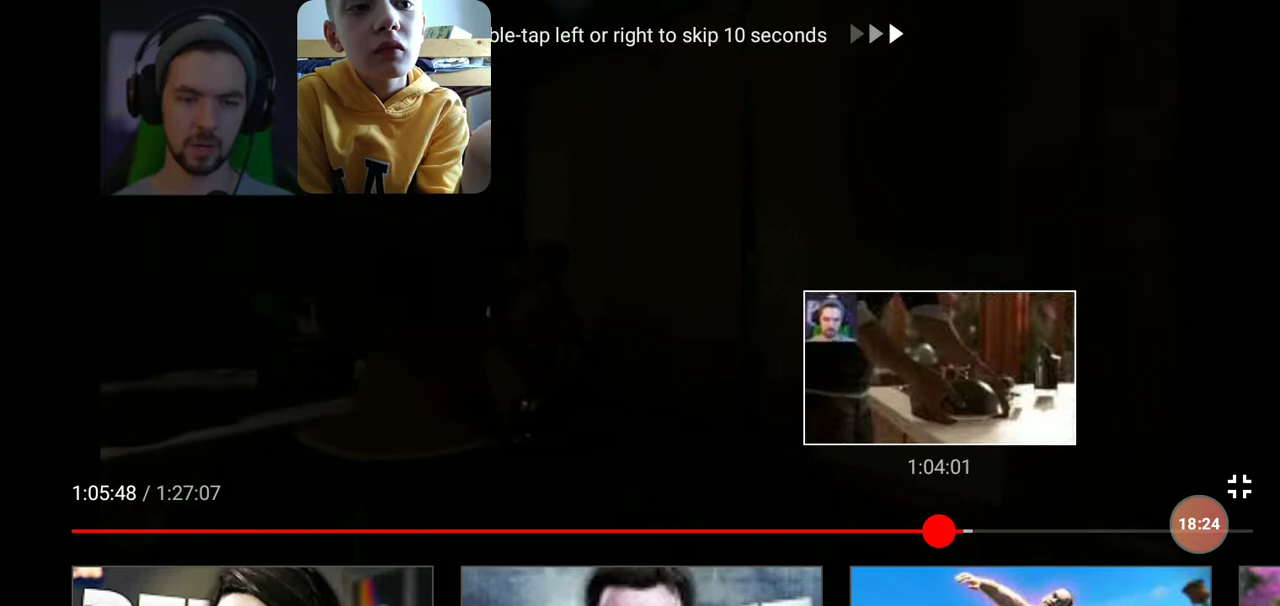 ble-tap left or right to skip 10 seconds
LA
1:04:01
1:05:48 / 1:27:07
18:24